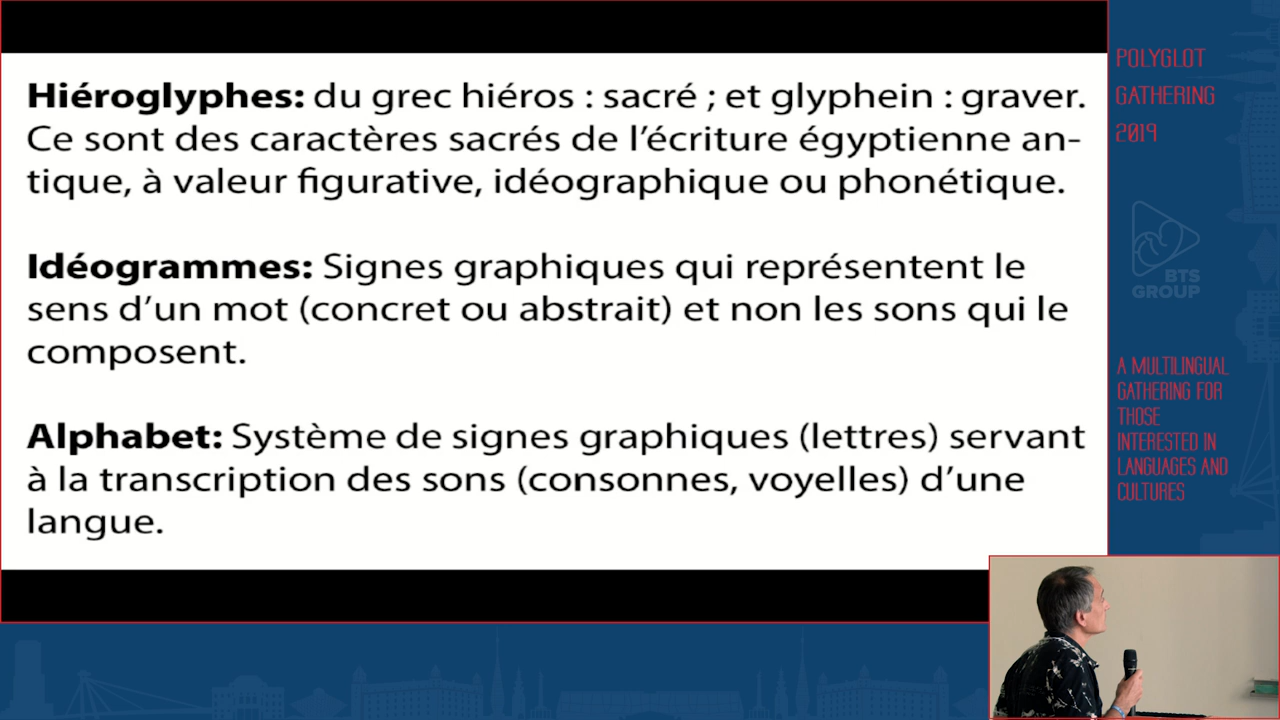 Hiéroglyphes: du grec hiéros : sacré ; et glyphein : graver.
Ce sont des caractères sacrés de l’écriture égyptienne an-
tique, à valeur figurative, idéographique ou phonétique.
Idéogrammes: Signes graphiques qui représentent le
sens d’un mot (concret ou abstrait) et non les sons qui le
composent.
Alphabet: Système de signes graphiques (lettres) servant
à la transcription des sons (consonnes, voyelles) d’une
langue.
POLYGLOT
GATHERING
2019
BTS
GROUP
A MULTILINGUAL
GATHERING FOR
THOSE
INTERESTED IN
LANGUAGES AND
CULTURES